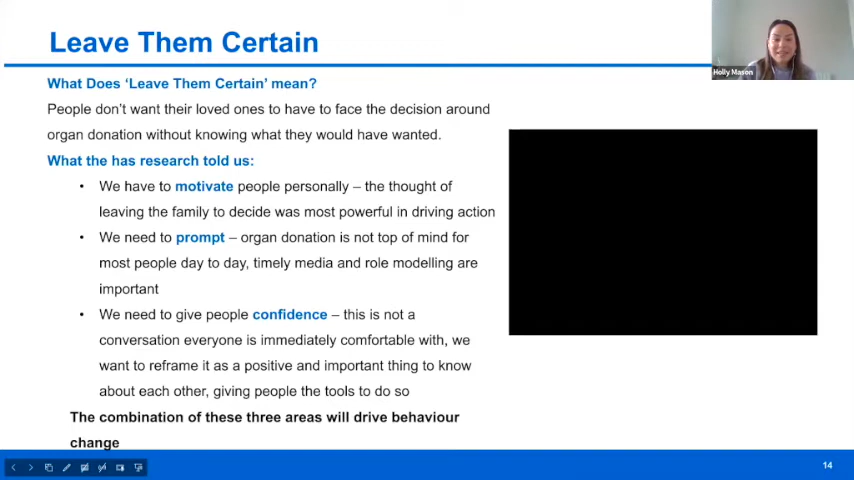 Leave Them Certain
Holly Mason
What Does ‘Leave Them Certain’ mean?
People don’t want their loved ones to have to face the decision around
organ donation without knowing what they would have wanted.
What the has research told us:
• We have to motivate people personally – the thought of
leaving the family to decide was most powerful in driving action
• We need to prompt – organ donation is not top of mind for
most people day to day, timely media and role modelling are
important
• We need to give people confidence – this is not a
conversation everyone is immediately comfortable with, we
want to reframe it as a positive and important thing to know
about each other, giving people the tools to do so
The combination of these three areas will drive behaviour
change
14